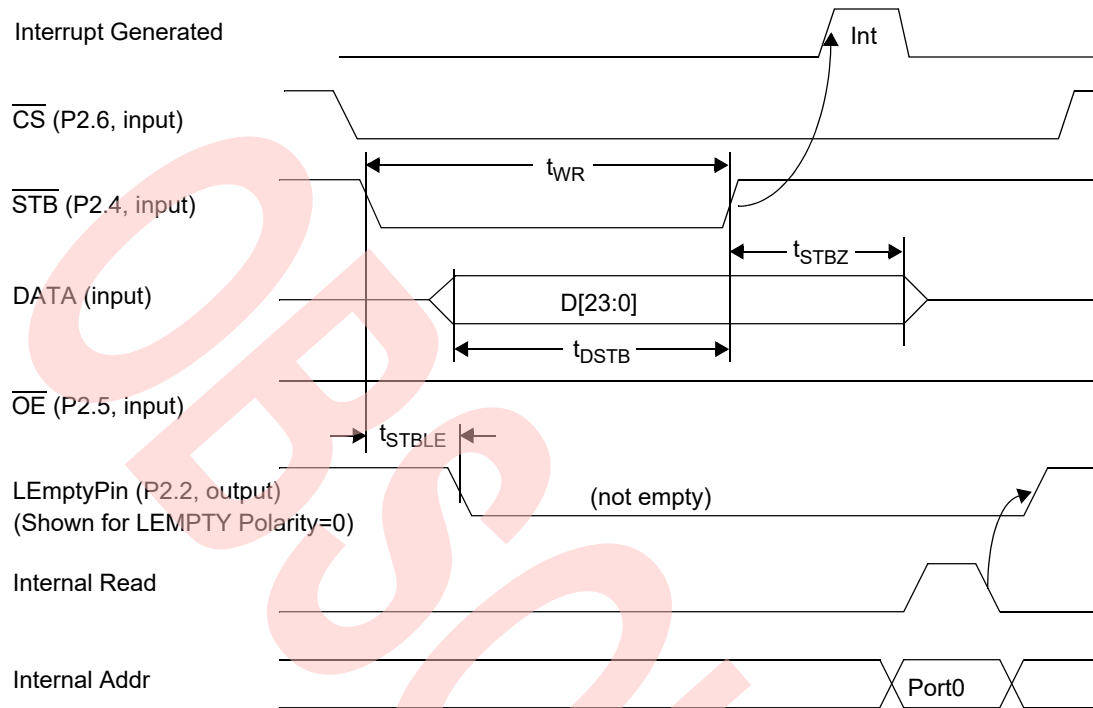 Interrupt Generated
Int
CS (P2.6, input)
tWR
STB (P2.4, input)
tSTBZ
DATA (input)
D[23:0]
tDSTB
OE (P2.5, input)
tSTBLE
LEmptyPin (P2.2, output)
(not empty)
(Shown for LEMPTY Polarity=0)
Internal Read
Internal Addr
Port0
OBSOL